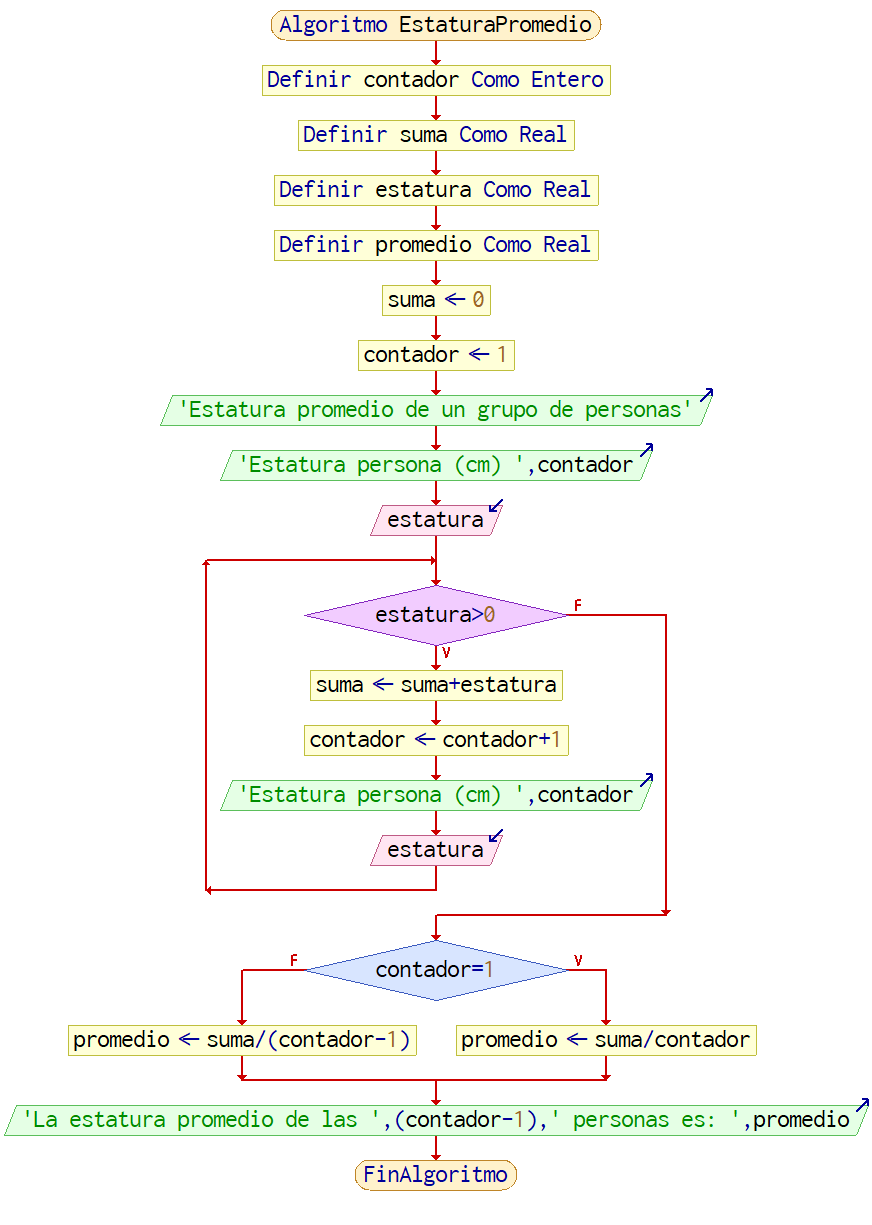 Algoritmo EstaturaPromedio
Definir contador Como Entero
Definir suma Como Real
Definir estatura Como Real
Definir promedio Como Real
suma ← 0
contador ← 1
'Estatura promedio de un grupo de personas'
'Estatura persona (cm) ',contador
estatura
estatura>0
F
V
suma ← suma+estatura
contador ← contador+1
'Estatura persona (cm) ',contador
estatura
F
contador=1
V
promedio ← suma/(contador-1)
promedio ← suma/contador
'La estatura promedio de las ',(contador-1),' personas es: ',promedio
FinAlgoritmo